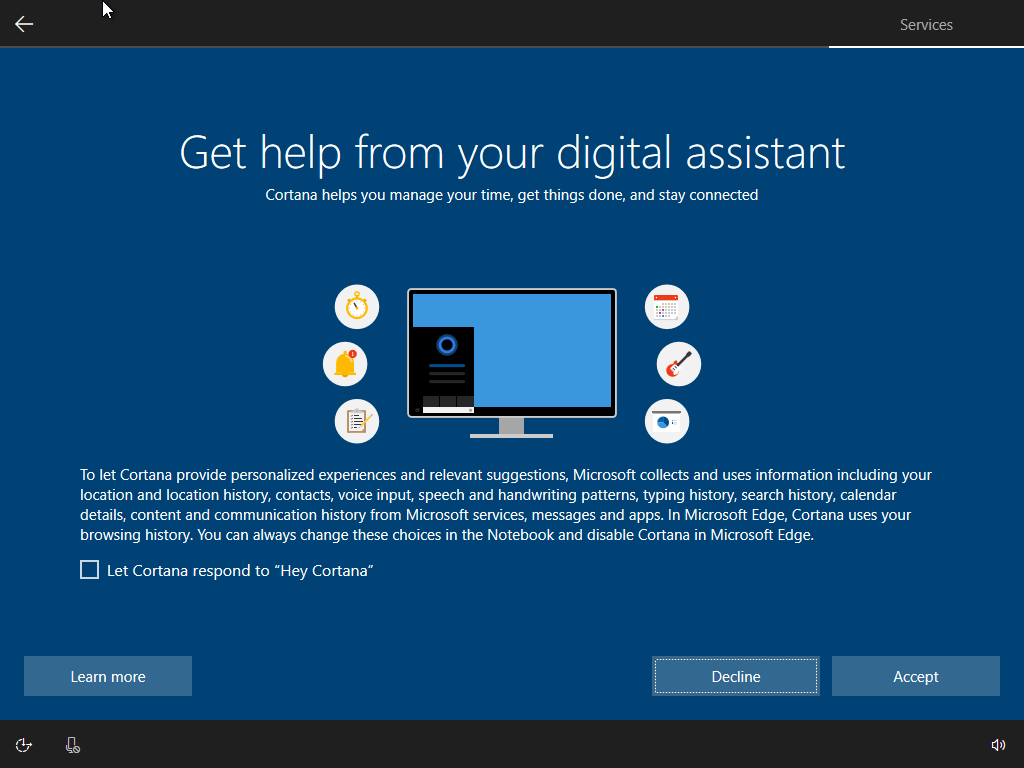 Services
Get help from your digital assistant
Cortana helps you manage your time, get things done, and stay connected
To let Cortana provide personalized experiences and relevant suggestions, Microsoft collects and uses information including your
location and location history, contacts, voice input, speech and handwriting patterns, typing history, search history, calendar
details, content and communication history from Microsoft services, messages and apps. In Microsoft Edge, Cortana uses your
browsing history. You can always change these choices in the Notebook and disable Cortana in Microsoft Edge.
Let Cortana respond to “Hey Cortana”
Learn more
Decline
Accept